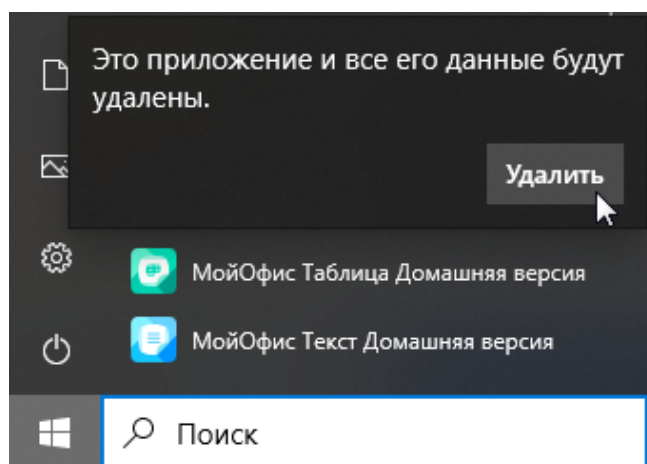 Это приложение и все его данные будут
удалены.
Удалить
МойОфис Таблица Домашняя версия
МойОфис Текст Домашняя версия
Поиск